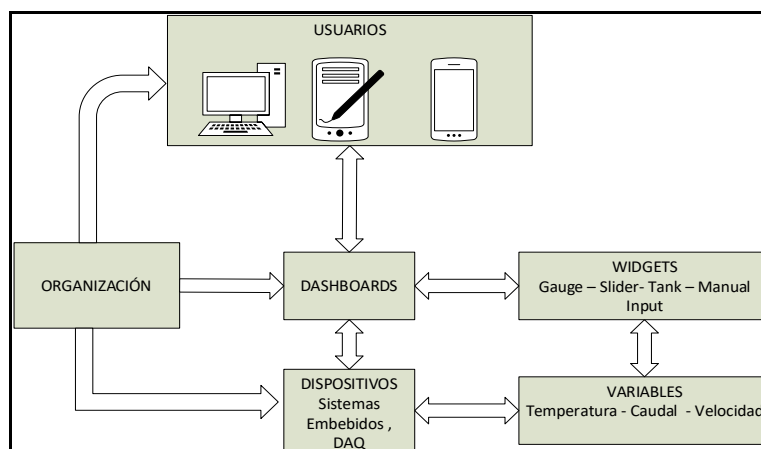 USUARIOS
ORGANIZACIÓN
DASHBOARDS
WIDGETS
Gauge – Slider- Tank – Manual
Input
DISPOSITIVOS
Sistemas
Embebidos ,
DAQ
VARIABLES
Temperatura - Caudal - Velocidad